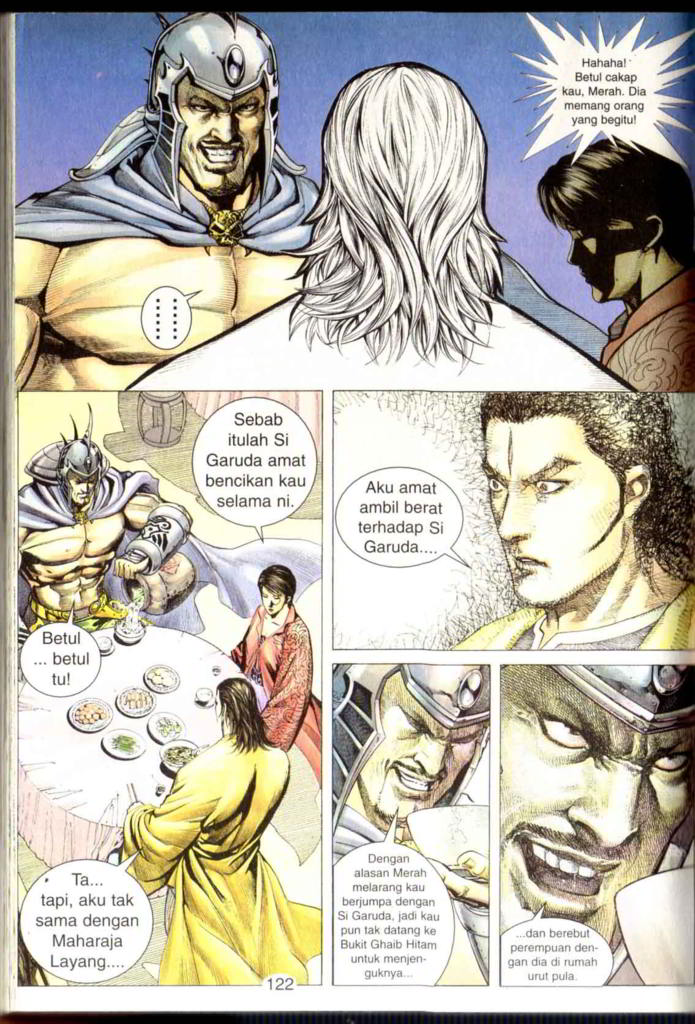 Hahaha!
Betul cakap
kau, Merah. Dia
memang orang
yang begitu!
Sebab
itulah Si
Garuda amat
bencikan kau
selama ni.
Betul
... betul
tu!
Ta...
tapi, aku tak
sama dengan
Maharaja
Layang....
Aku amat
ambil berat
terhadap Si
Garuda....
Dengan
alasan Merah
melarang kau
berjumpa dengan
Si Garuda, jadi kau
pun tak datang ke
Bukit Ghaib Hitam
untuk menjen-
guknya...
...dan berebut
perempuan den-
gan dia di rumah
urut pula.
122